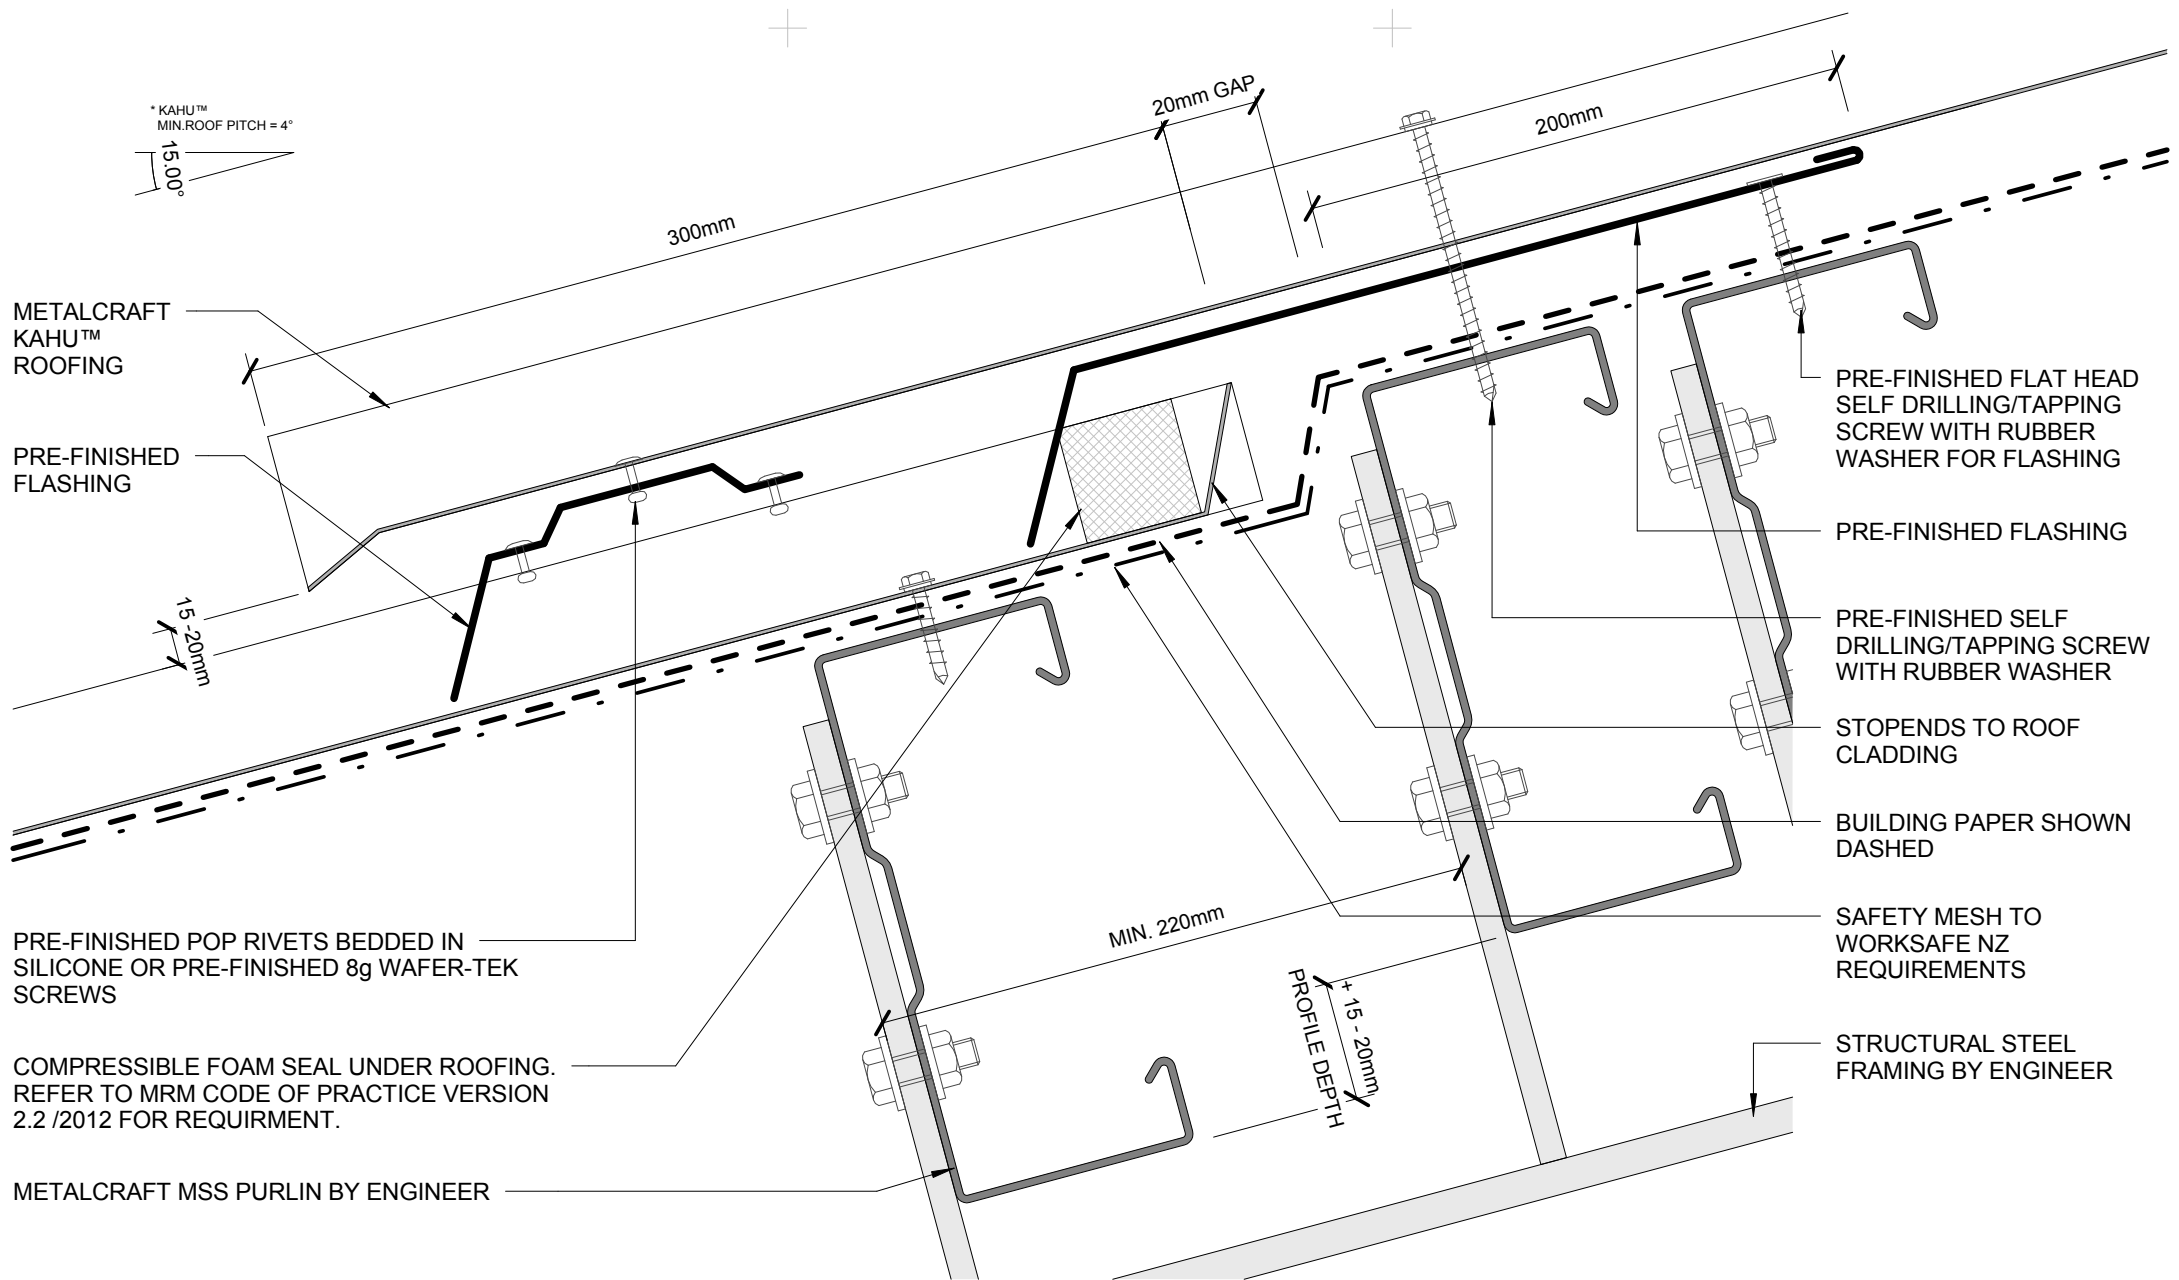 * KAHU™
MIN.ROOF PITCH = 4°
15.00°
20mm GAP
200mm
300mm
METALCRAFT
KAHU™
ROOFING
PRE-FINISHED
FLASHING
15 -20mm
PRE-FINISHED POP RIVETS BEDDED IN
SILICONE OR PRE-FINISHED 8g WAFER-TEK
SCREWS
COMPRESSIBLE FOAM SEAL UNDER ROOFING.
REFER TO MRM CODE OF PRACTICE VERSION
2.2 /2012 FOR REQUIRMENT.
METALCRAFT MSS PURLIN BY ENGINEER
MIN. 220mm
+ 15 - 20mm
PROFILE DEPTH
PRE-FINISHED FLAT HEAD
SELF DRILLING/TAPPING
SCREW WITH RUBBER
WASHER FOR FLASHING
PRE-FINISHED FLASHING
PRE-FINISHED SELF
DRILLING/TAPPING SCREW
WITH RUBBER WASHER
STOPENDS TO ROOF
CLADDING
BUILDING PAPER SHOWN
DASHED
SAFETY MESH TO
WORKSAFE NZ
REQUIREMENTS
STRUCTURAL STEEL
FRAMING BY ENGINEER